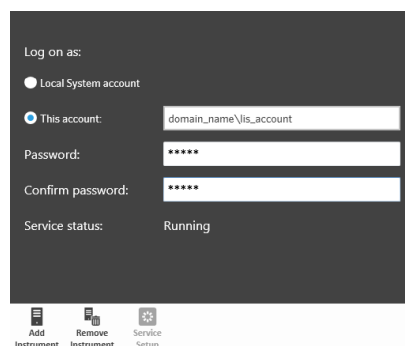 Log on as:
Local System account
This account: domain_name\lis_account
Password: *****
Confirm password: *****
Service status: Running
Add Remove Service
Instrument Instrument Setup